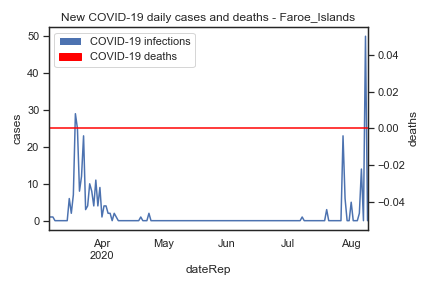 New COVID-19 daily cases and deaths - Faroe_Islands
COVID-19 infections
COVID-19 deaths
50
40
30
20
10
0
cases
0.04
0.02
0.00
−0.02
−0.04
deaths
Apr
2020
May
Jun
Jul
Aug
dateRep